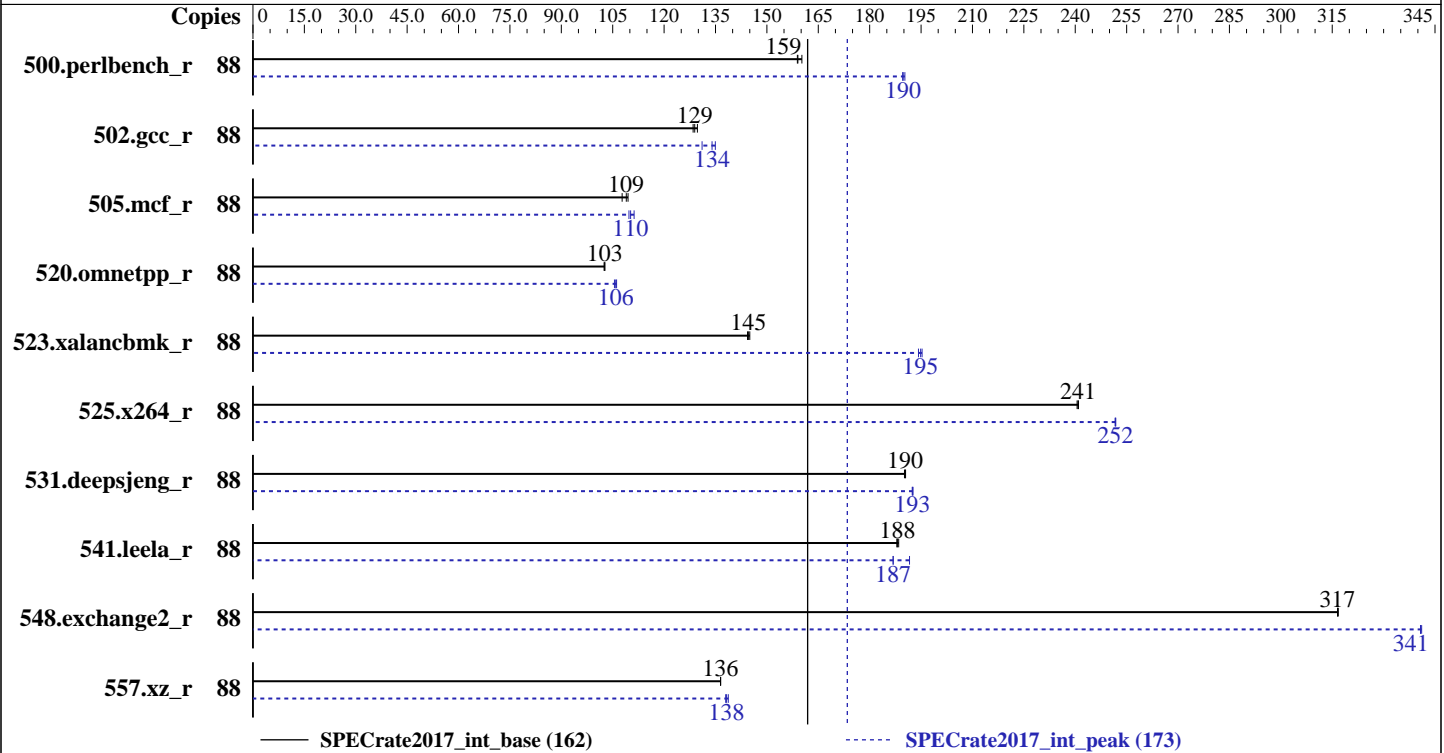 Copies 0 15.0 30.0 45.0 60.0 75.0 90.0 105 120 135 150 165 180 195 210 225 240 255 270 285 300 315 345
500.perlbench_r 88 159
190
502.gcc_r 88 129
134
505.mcf_r 88 109
110
520.omnetpp_r 88 103
106
523.xalancbmk_r 88 145
195
525.x264_r 88 241
252
531.deepsjeng_r 88 190
193
541.leela_r 88 188
187
548.exchange2_r 88 317
341
557.xz_r 88 136
138
SPECrate2017_int_base (162) SPECrate2017_int_peak (173)